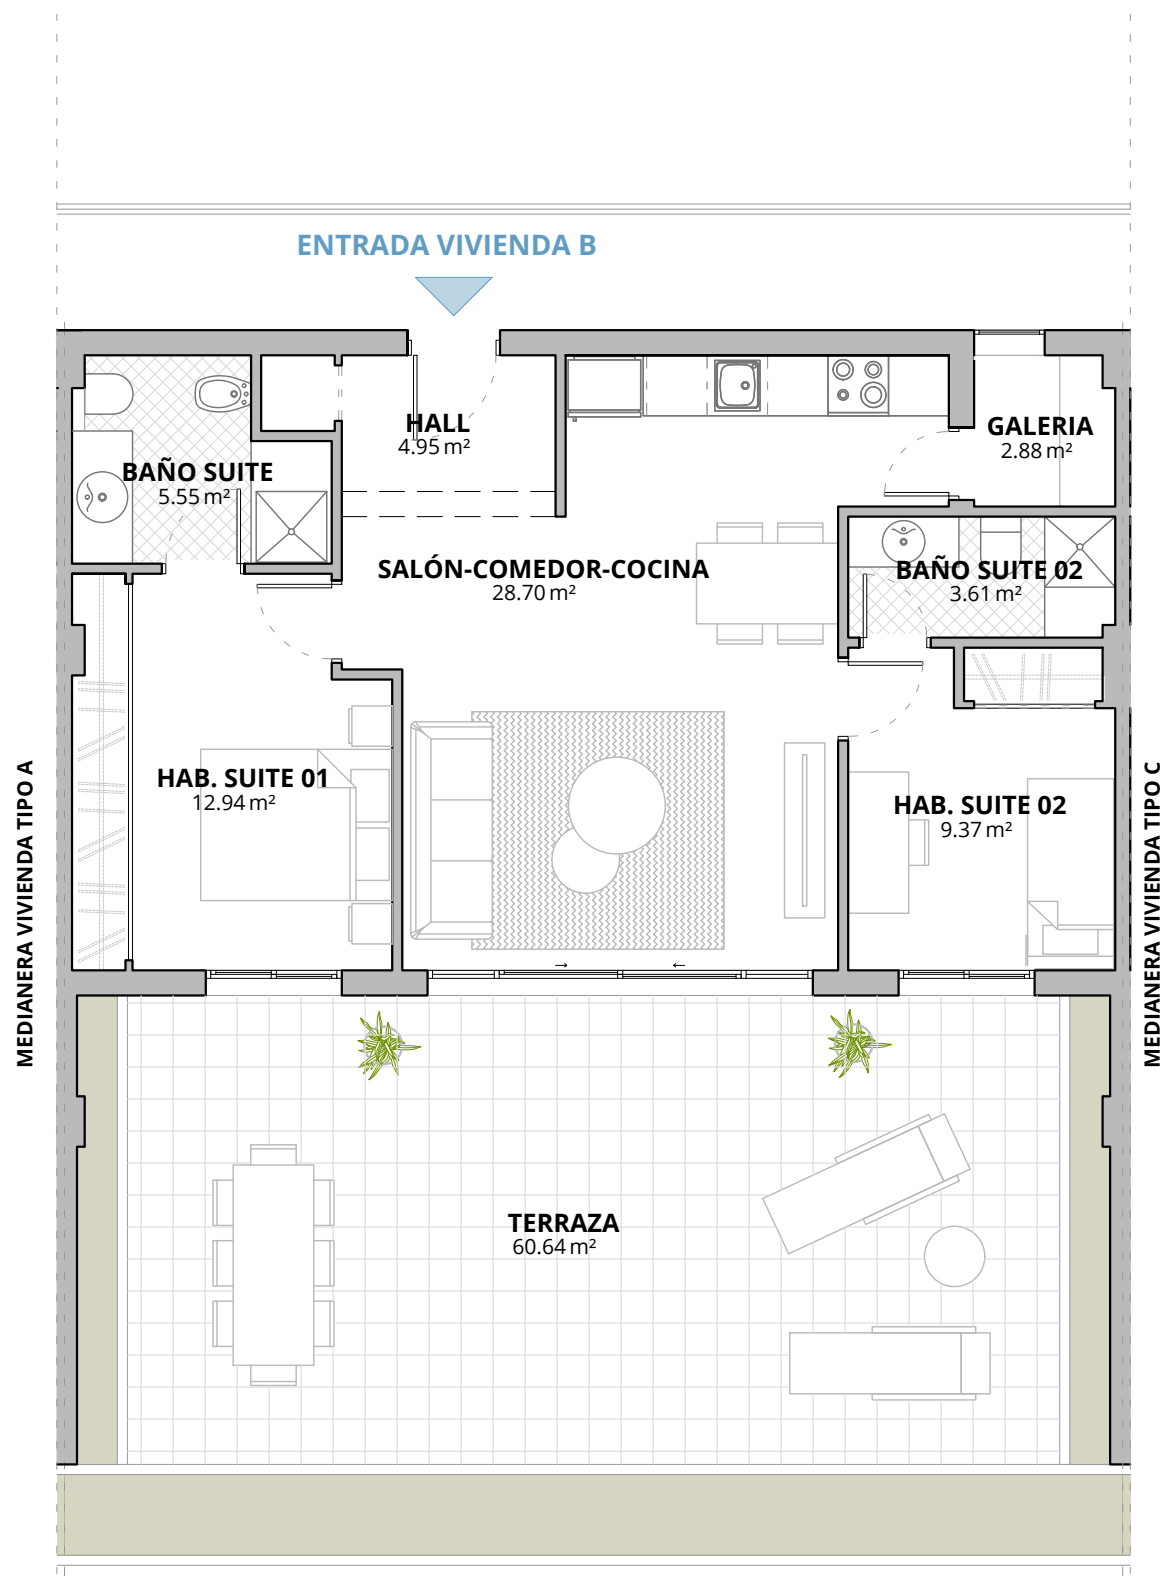 ENTRADA VIVIENDA B
HALL
4.95 m²
GALERIA
2.88 m²
BAÑO SUITE
5.55 m²
SALÓN-COMEDOR-COCINA
28.70 m²
BAÑO SUITE 02
3.61 m²
HAB. SUITE 01
12.94 m²
HAB. SUITE 02
9.37 m²
MEDIANERA VIVIENDA TIPO A
MEDIANERA VIVIENDA TIPO C
TERRAZA
60.64 m²